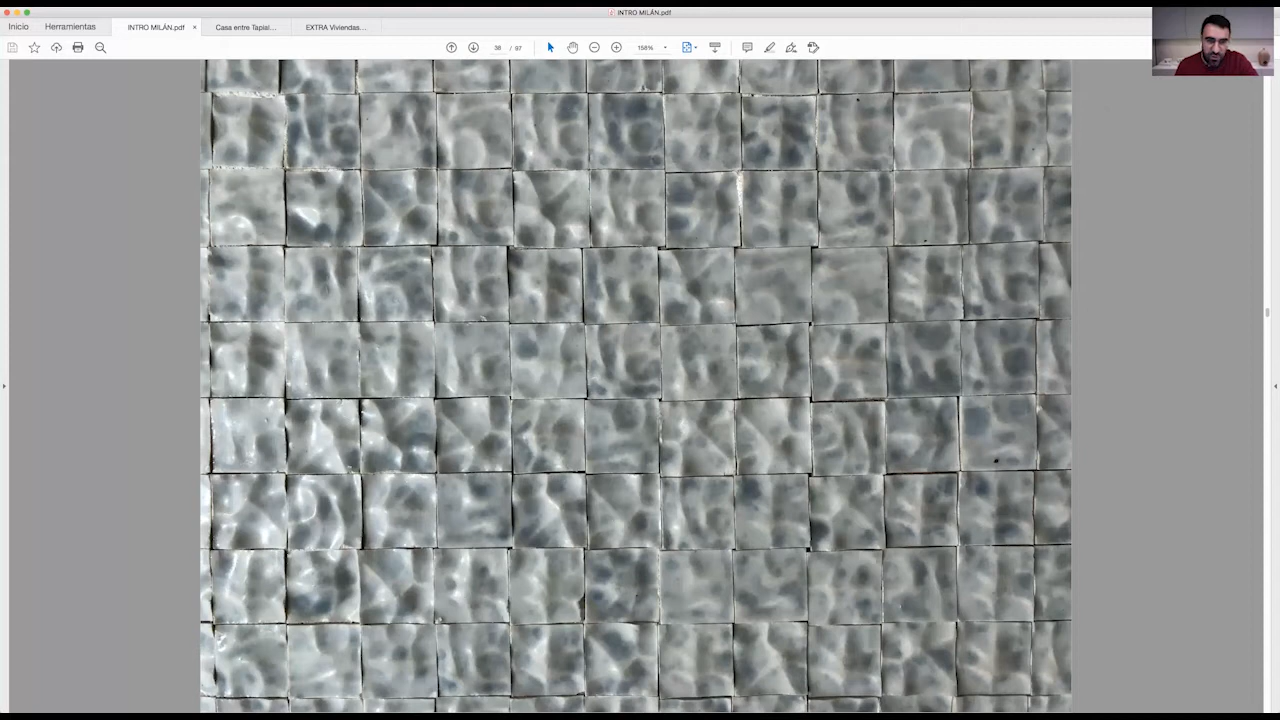 INTRO MILÁN.pdf
Inicio Herramientas INTRO MILÁN.pdf × Casa entre Tapial... EXTRA Viviendas...
38 / 97 158%